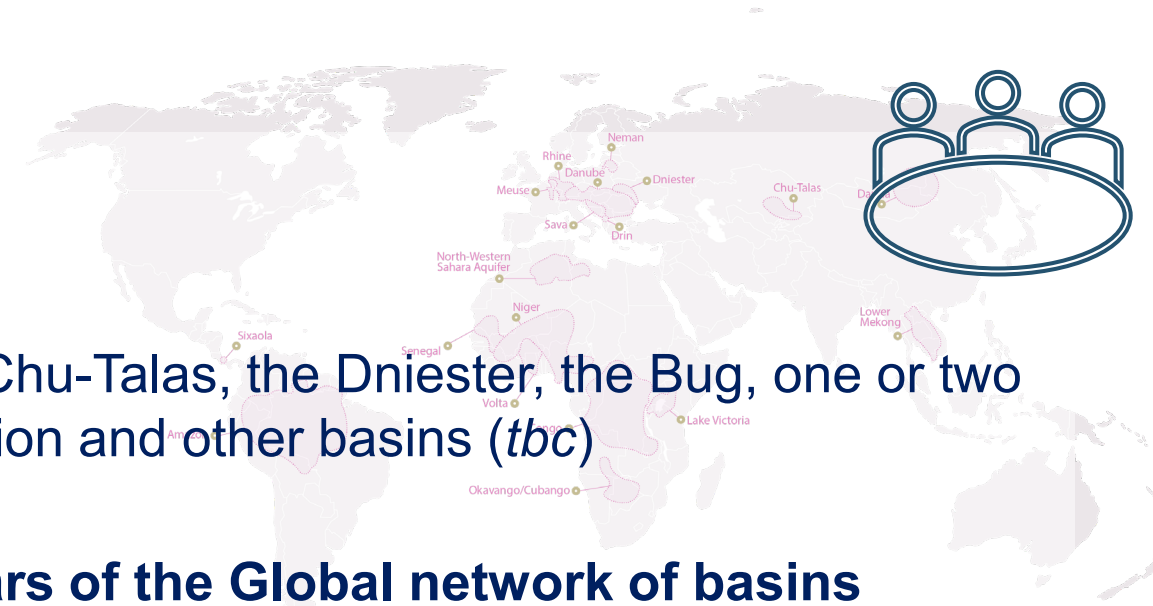 Neman
Rhine
Danube
Dniester
Meuse
Chu-Talas
Sava
Drin
North-Western
Sahara Aquifer
Niger
Lower
Mekong
Sixaola
Senegal
Chu-Talas, the Dniester, the Bug, one or two
Volta
Lake Victoria
ion and other basins (tbc)
Okavango/Cubango
ars of the Global network of basins